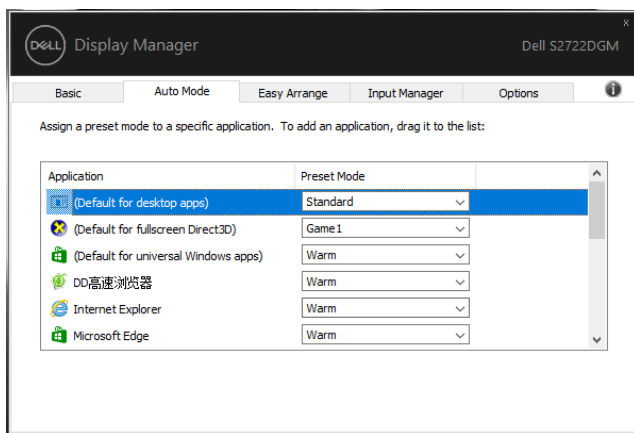 DELL Display Manager Dell S2722DGM
Basic Auto Mode Easy Arrange Input Manager Options
Assign a preset mode to a specific application. To add an application, drag it to the list:
Application Preset Mode
(Default for desktop apps) Standard
(Default for fullscreen Direct3D) Game1
(Default for universal Windows apps) Warm
DD高速浏览器 Warm
Internet Explorer Warm
Microsoft Edge Warm